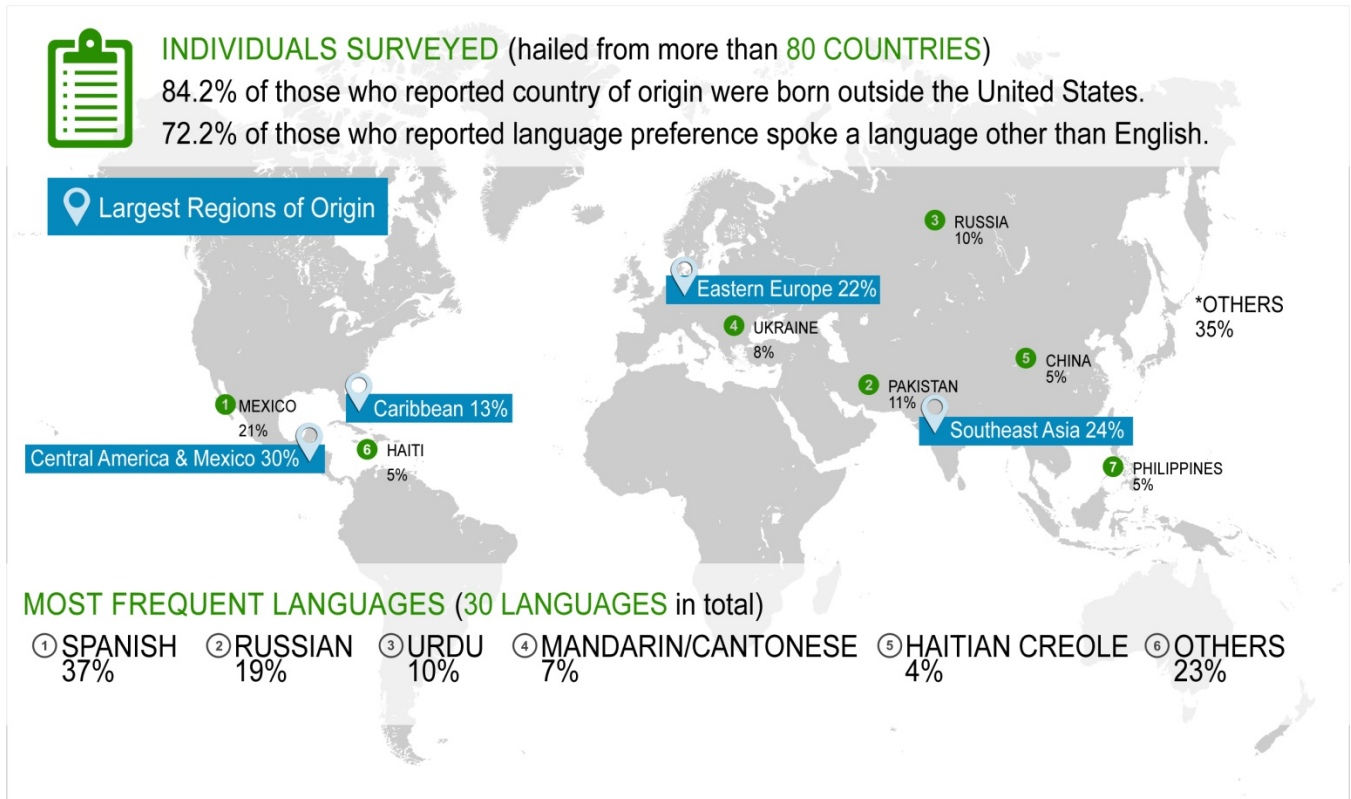 INDIVIDUALS SURVEYED (hailed from more than 80 COUNTRIES)
84.2% of those who reported country of origin were born outside the United States.
72.2% of those who reported language preference spoke a language other than English.
Largest Regions of Origin
3 RUSSIA
10%
Eastern Europe 22%
*OTHERS
35%
4 UKRAINE
8%
5 CHINA
5%
2 PAKISTAN
11%
1 MEXICO
21%
Caribbean 13%
Southeast Asia 24%
Central America & Mexico 30%
6 HAITI
5%
7 PHILIPPINES
5%
MOST FREQUENT LANGUAGES (30 LANGUAGES in total)
1 SPANISH
37%
2 RUSSIAN
19%
3 URDU
10%
4 MANDARIN/CANTONESE
7%
5 HAITIAN CREOLE
4%
6 OTHERS
23%